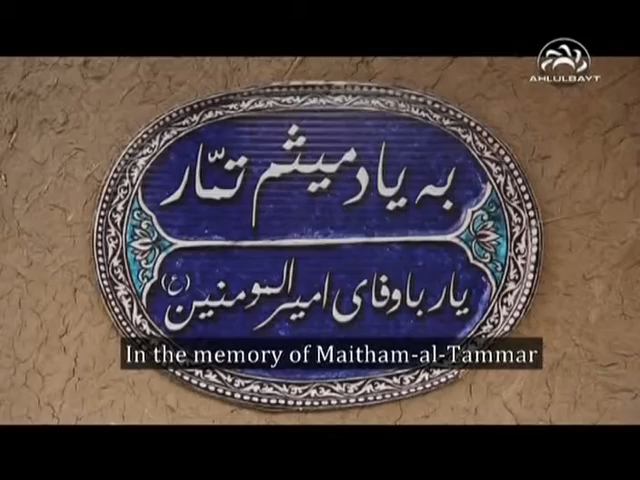 AHLULBAYT
به یاد میثم تمّار
یار باوفای امیرالمومنین (ع)
In the memory of Maitham-al-Tammar